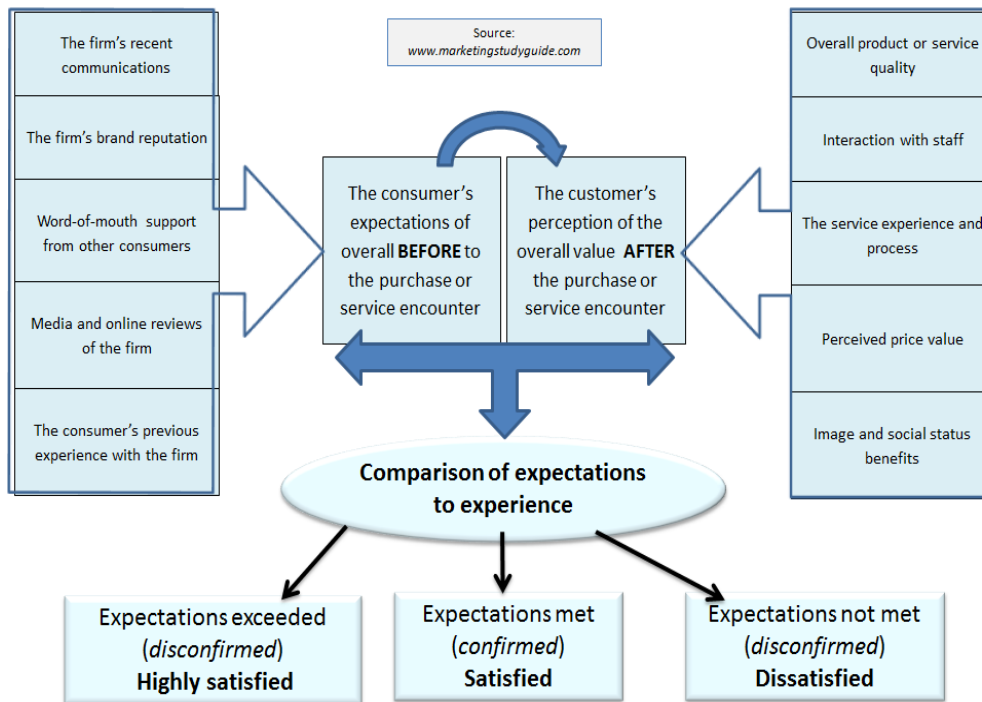 The firm's recent
communications
The firm's brand reputation
Word-of-mouth support
from other consumers
Media and online reviews
of the firm
The consumer's previous
experience with the firm
Source:
www.marketingstudyguide.com
The consumer's
expectations of
overall BEFORE to
the purchase or
service encounter
The customer's
perception of the
overall value AFTER
the purchase or
service encounter
Overall product or service
quality
Interaction with staff
The service experience and
process
Perceived price value
Image and social status
benefits
Comparison of expectations
to experience
Expectations exceeded
(disconfirmed)
Highly satisfied
Expectations met
(confirmed)
Satisfied
Expectations not met
(disconfirmed)
Dissatisfied